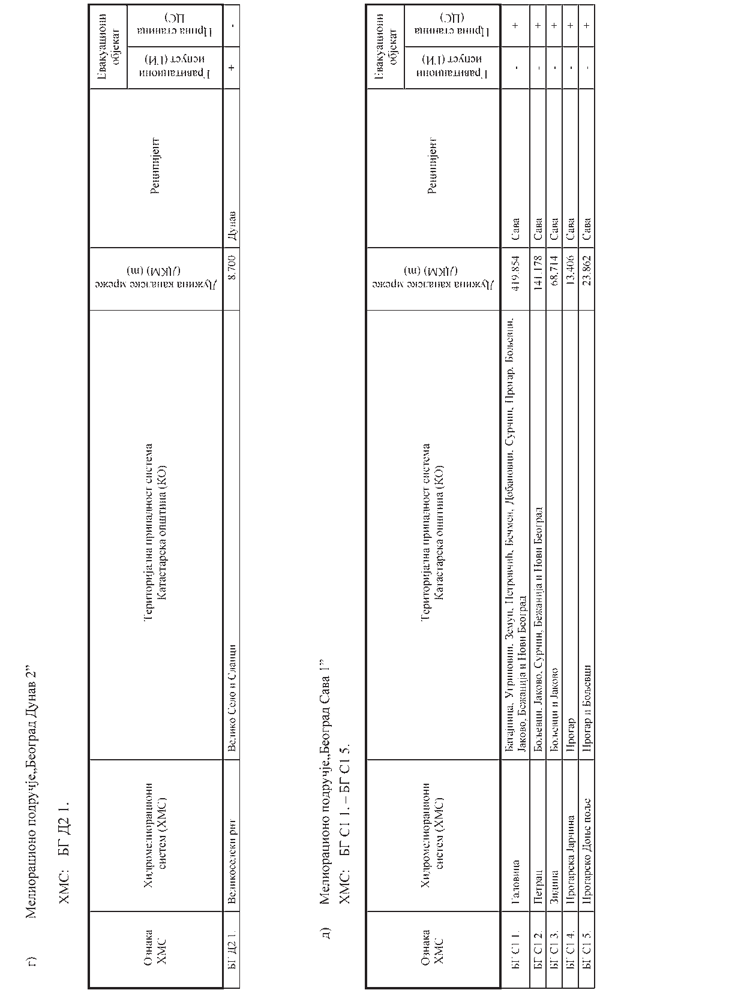 г) Мелиорационо подручје„Београд Дунав 2”
ХМС: БГ Д2 1.
Ознака
ХМС
Хидромелиорациони
систем (ХМС)
Територијална припадност система
Катастарска општина (КО)
Дужина каналске мреже
(ДКМ) (m)
Реципијент
Евакуациони
објекат
Гравитациони
испуст (ГИ)
Црпна станица
(ЦС)
БГ Д2 1. Великоселски рит Велико Село и Сланци 8.700 Дунав + -
д) Мелиорационо подручје„Београд Сава 1”
ХМС: БГ С1 1. – БГ С1 5.
Ознака
ХМС
Хидромелиорациони
систем (ХМС)
Територијална припадност система
Катастарска општина (КО)
Дужина каналске мреже
(ДКМ) (m)
Реципијент
Евакуациони
објекат
Гравитациони
испуст (ГИ)
Црпна станица
(ЦС)
БГ С1 1. Галовица Батајница, Угриновци, Земун, Петровчић, Бечмен, Добановци, Сурчин, Прогар, Бољевци, 419.854 Сава - +
Јаково, Бежанија и Нови Београд
БГ С1 2. Петрац Бољевци, Јаково, Сурчин, Бежанија и Нови Београд 141.178 Сава - +
БГ С1 3. Зидина Бољевци и Јаково 68.714 Сава - +
БГ С1 4. Прогарска Јарчина Прогар 13.406 Сава - +
БГ С1 5. Прогарско Доње поље Прогар и Бољевци 23.862 Сава - +